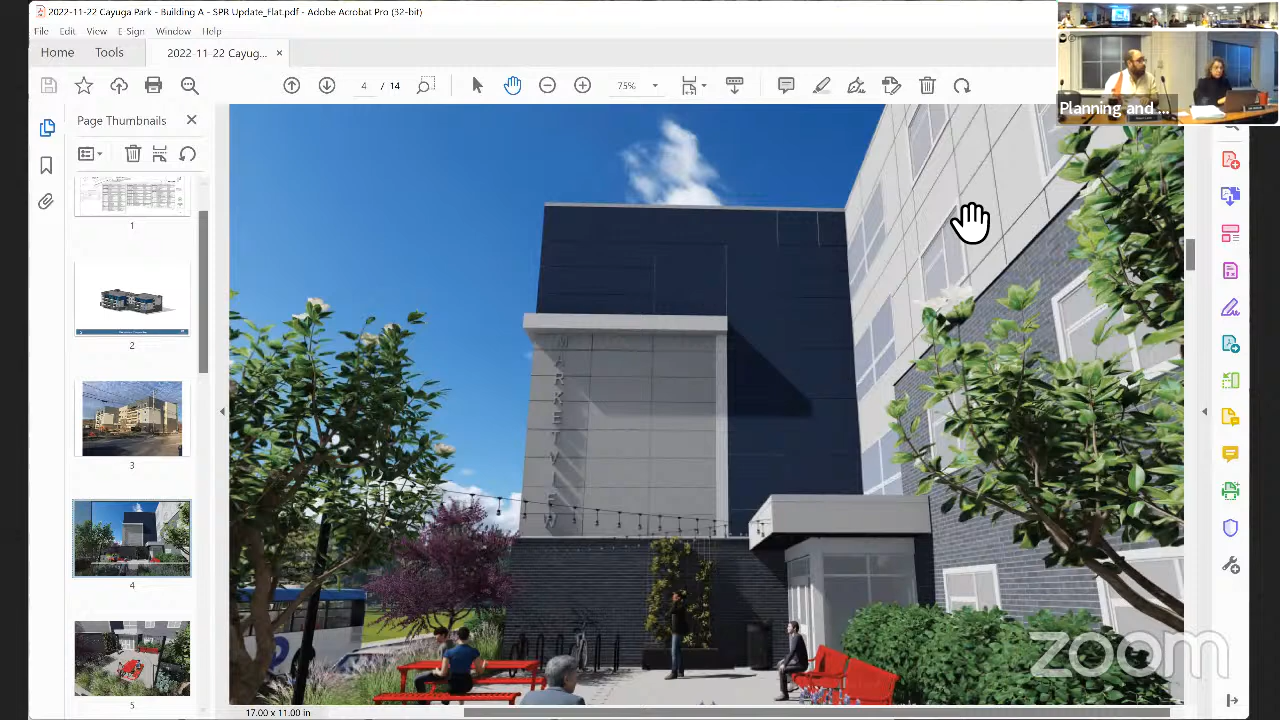 2022-11-22 Cayuga Park - Building A - SPR Update_Flat.pdf - Adobe Acrobat Pro (32-bit)
File Edit View E-Sign Window Help
Home Tools 2022-11-22 Cayug... ×
4 / 14 75%
Page Thumbnails
1
2
3
4
5
MARKETVIEW
Planning and ...
zoom
17.00 x 11.00 in